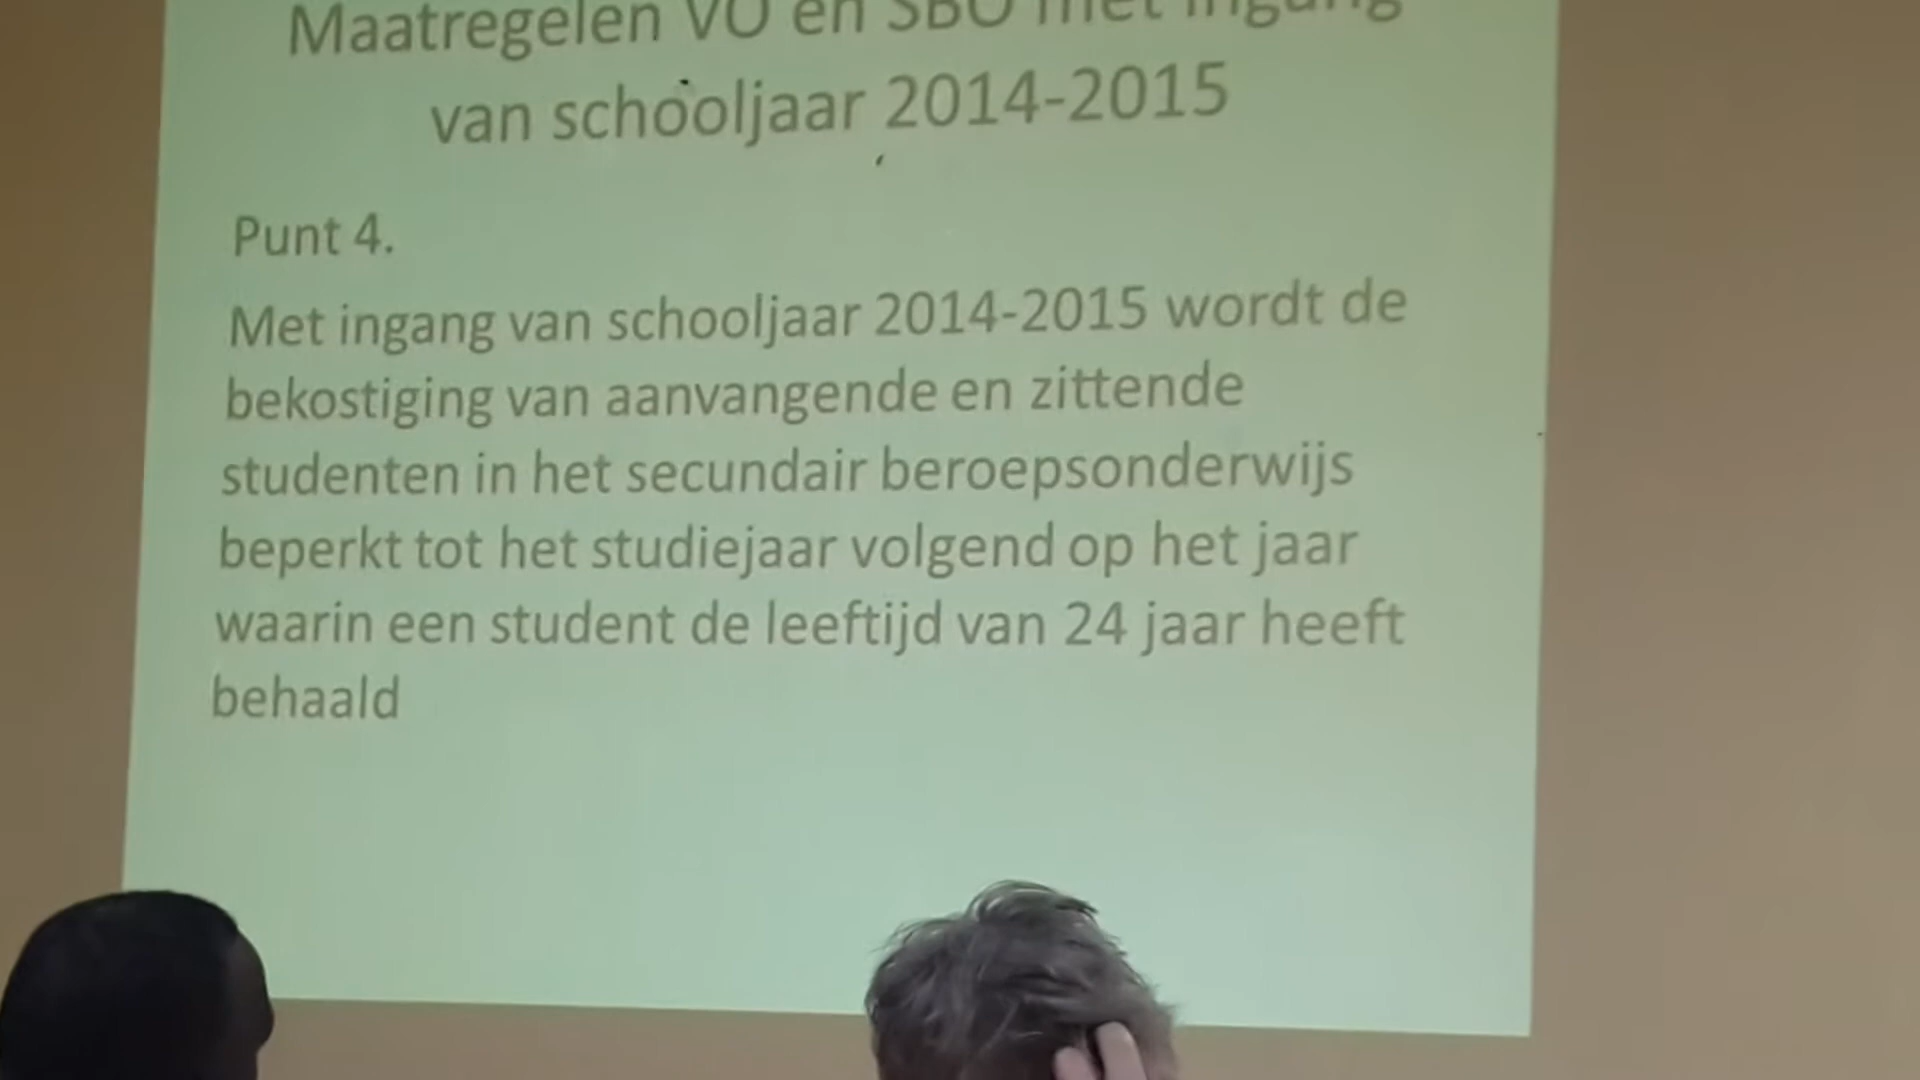 Maatregelen VO en SBO met ingang
van schooljaar 2014-2015
Punt 4.
Met ingang van schooljaar 2014-2015 wordt de
bekostiging van aanvangende en zittende
studenten in het secundair beroepsonderwijs
beperkt tot het studiejaar volgend op het jaar
waarin een student de leeftijd van 24 jaar heeft
behaald